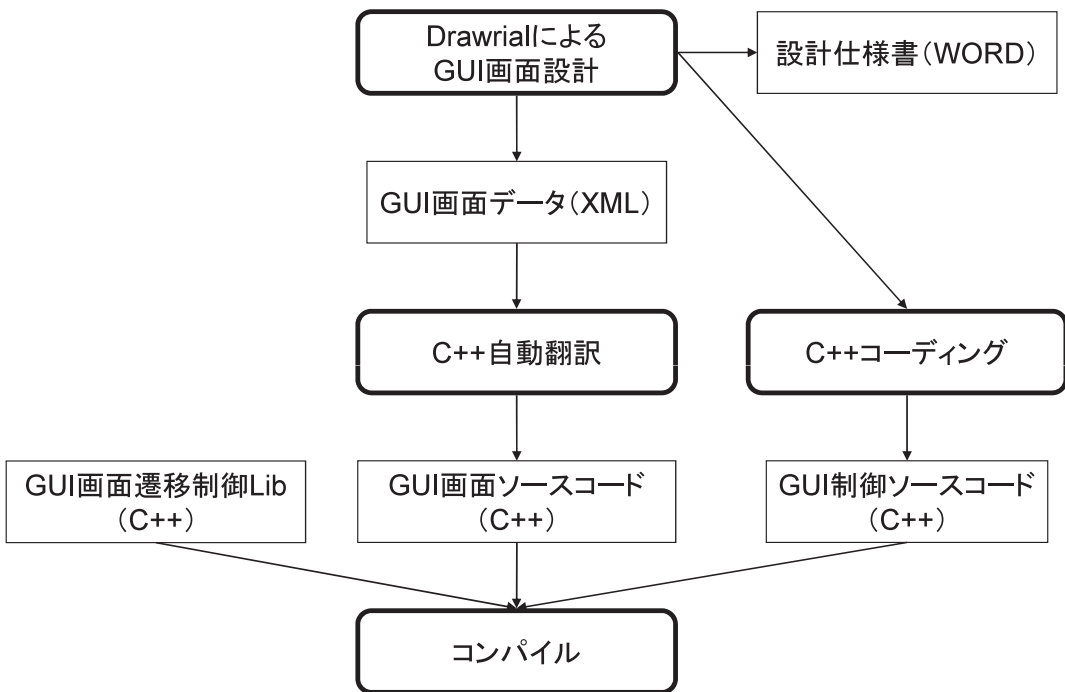 Drawrialによる
GUI画面設計
設計仕様書（WORD）
GUI画面データ（XML）
C++自動翻訳
C++コーディング
GUI画面遷移制御Lib
（C++）
GUI画面ソースコード
（C++）
GUI制御ソースコード
（C++）
コンパイル